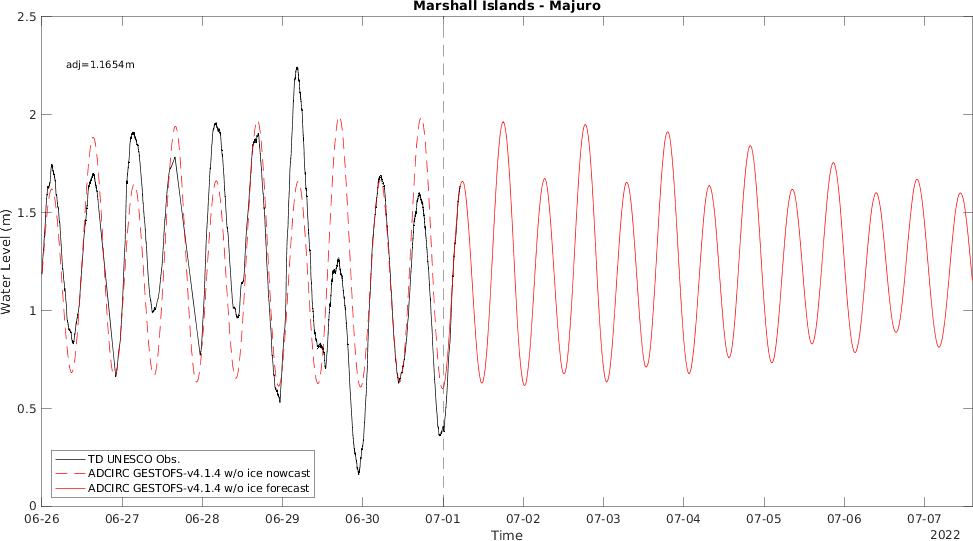 Marshall Islands - Majuro
2.5
adj=1.1654m
2
1.5
Water Level (m)
1
0.5
0
TD UNESCO Obs.
ADCIRC GESTOFS-v4.1.4 w/o ice nowcast
ADCIRC GESTOFS-v4.1.4 w/o ice forecast
06-26 06-27 06-28 06-29 06-30 07-01 07-02 07-03 07-04 07-05 07-06 07-07
Time
2022